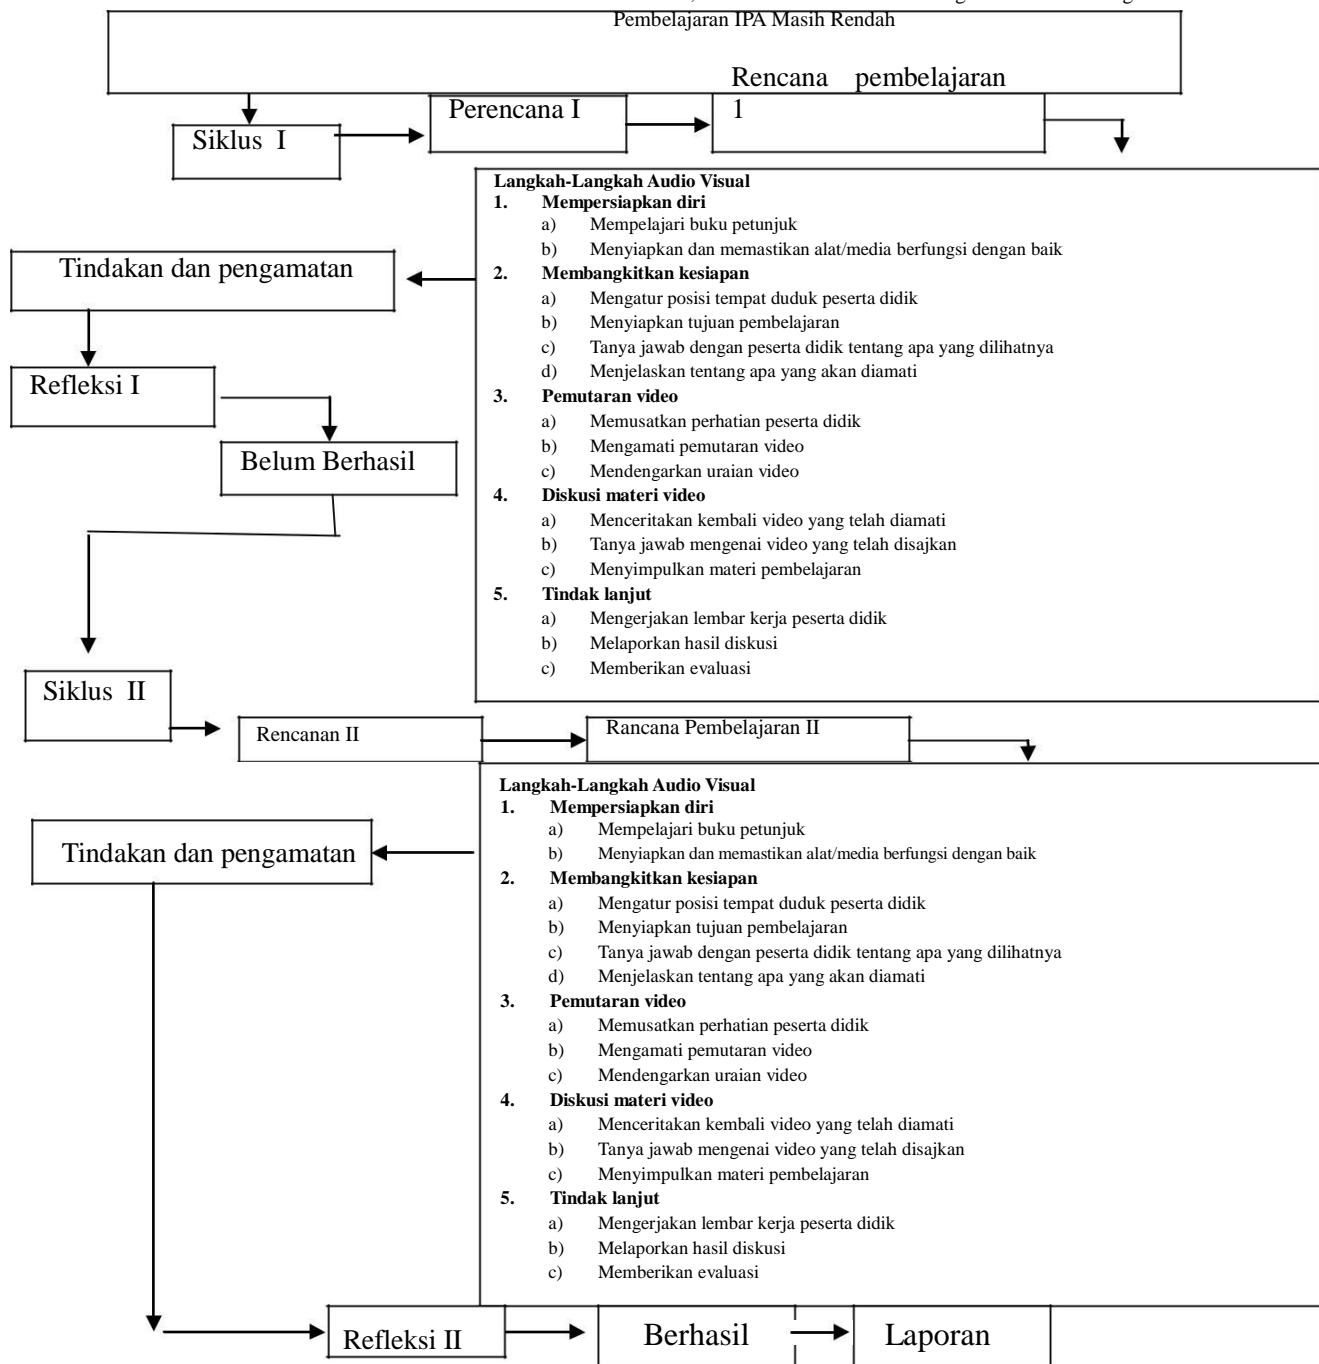 Pembelajaran IPA Masih Rendah
Rencana pembelajaran
1
Perencana I
Siklus I
Langkah-Langkah Audio Visual
1. Mempersiapkan diri
a) Mempelajari buku petunjuk
b) Menyiapkan dan memastikan alat/media berfungsi dengan baik
2. Membangkitkan kesiapan
a) Mengatur posisi tempat duduk peserta didik
b) Menyiapkan tujuan pembelajaran
c) Tanya jawab dengan peserta didik tentang apa yang dilihatnya
d) Menjelaskan tentang apa yang akan diamati
3. Pemutaran video
a) Memusatkan perhatian peserta didik
b) Mengamati pemutaran video
c) Mendengarkan uraian video
4. Diskusi materi video
a) Menceritakan kembali video yang telah diamati
b) Tanya jawab mengenai video yang telah disajkan
c) Menyimpulkan materi pembelajaran
5. Tindak lanjut
a) Mengerjakan lembar kerja peserta didik
b) Melaporkan hasil diskusi
c) Memberikan evaluasi
Tindakan dan pengamatan
Refleksi I
Belum Berhasil
Siklus II
Rencanan II
Rancana Pembelajaran II
Langkah-Langkah Audio Visual
1. Mempersiapkan diri
a) Mempelajari buku petunjuk
b) Menyiapkan dan memastikan alat/media berfungsi dengan baik
2. Membangkitkan kesiapan
a) Mengatur posisi tempat duduk peserta didik
b) Menyiapkan tujuan pembelajaran
c) Tanya jawab dengan peserta didik tentang apa yang dilihatnya
d) Menjelaskan tentang apa yang akan diamati
3. Pemutaran video
a) Memusatkan perhatian peserta didik
b) Mengamati pemutaran video
c) Mendengarkan uraian video
4. Diskusi materi video
a) Menceritakan kembali video yang telah diamati
b) Tanya jawab mengenai video yang telah disajkan
c) Menyimpulkan materi pembelajaran
5. Tindak lanjut
a) Mengerjakan lembar kerja peserta didik
b) Melaporkan hasil diskusi
c) Memberikan evaluasi
Tindakan dan pengamatan
Refleksi II
Berhasil
Laporan